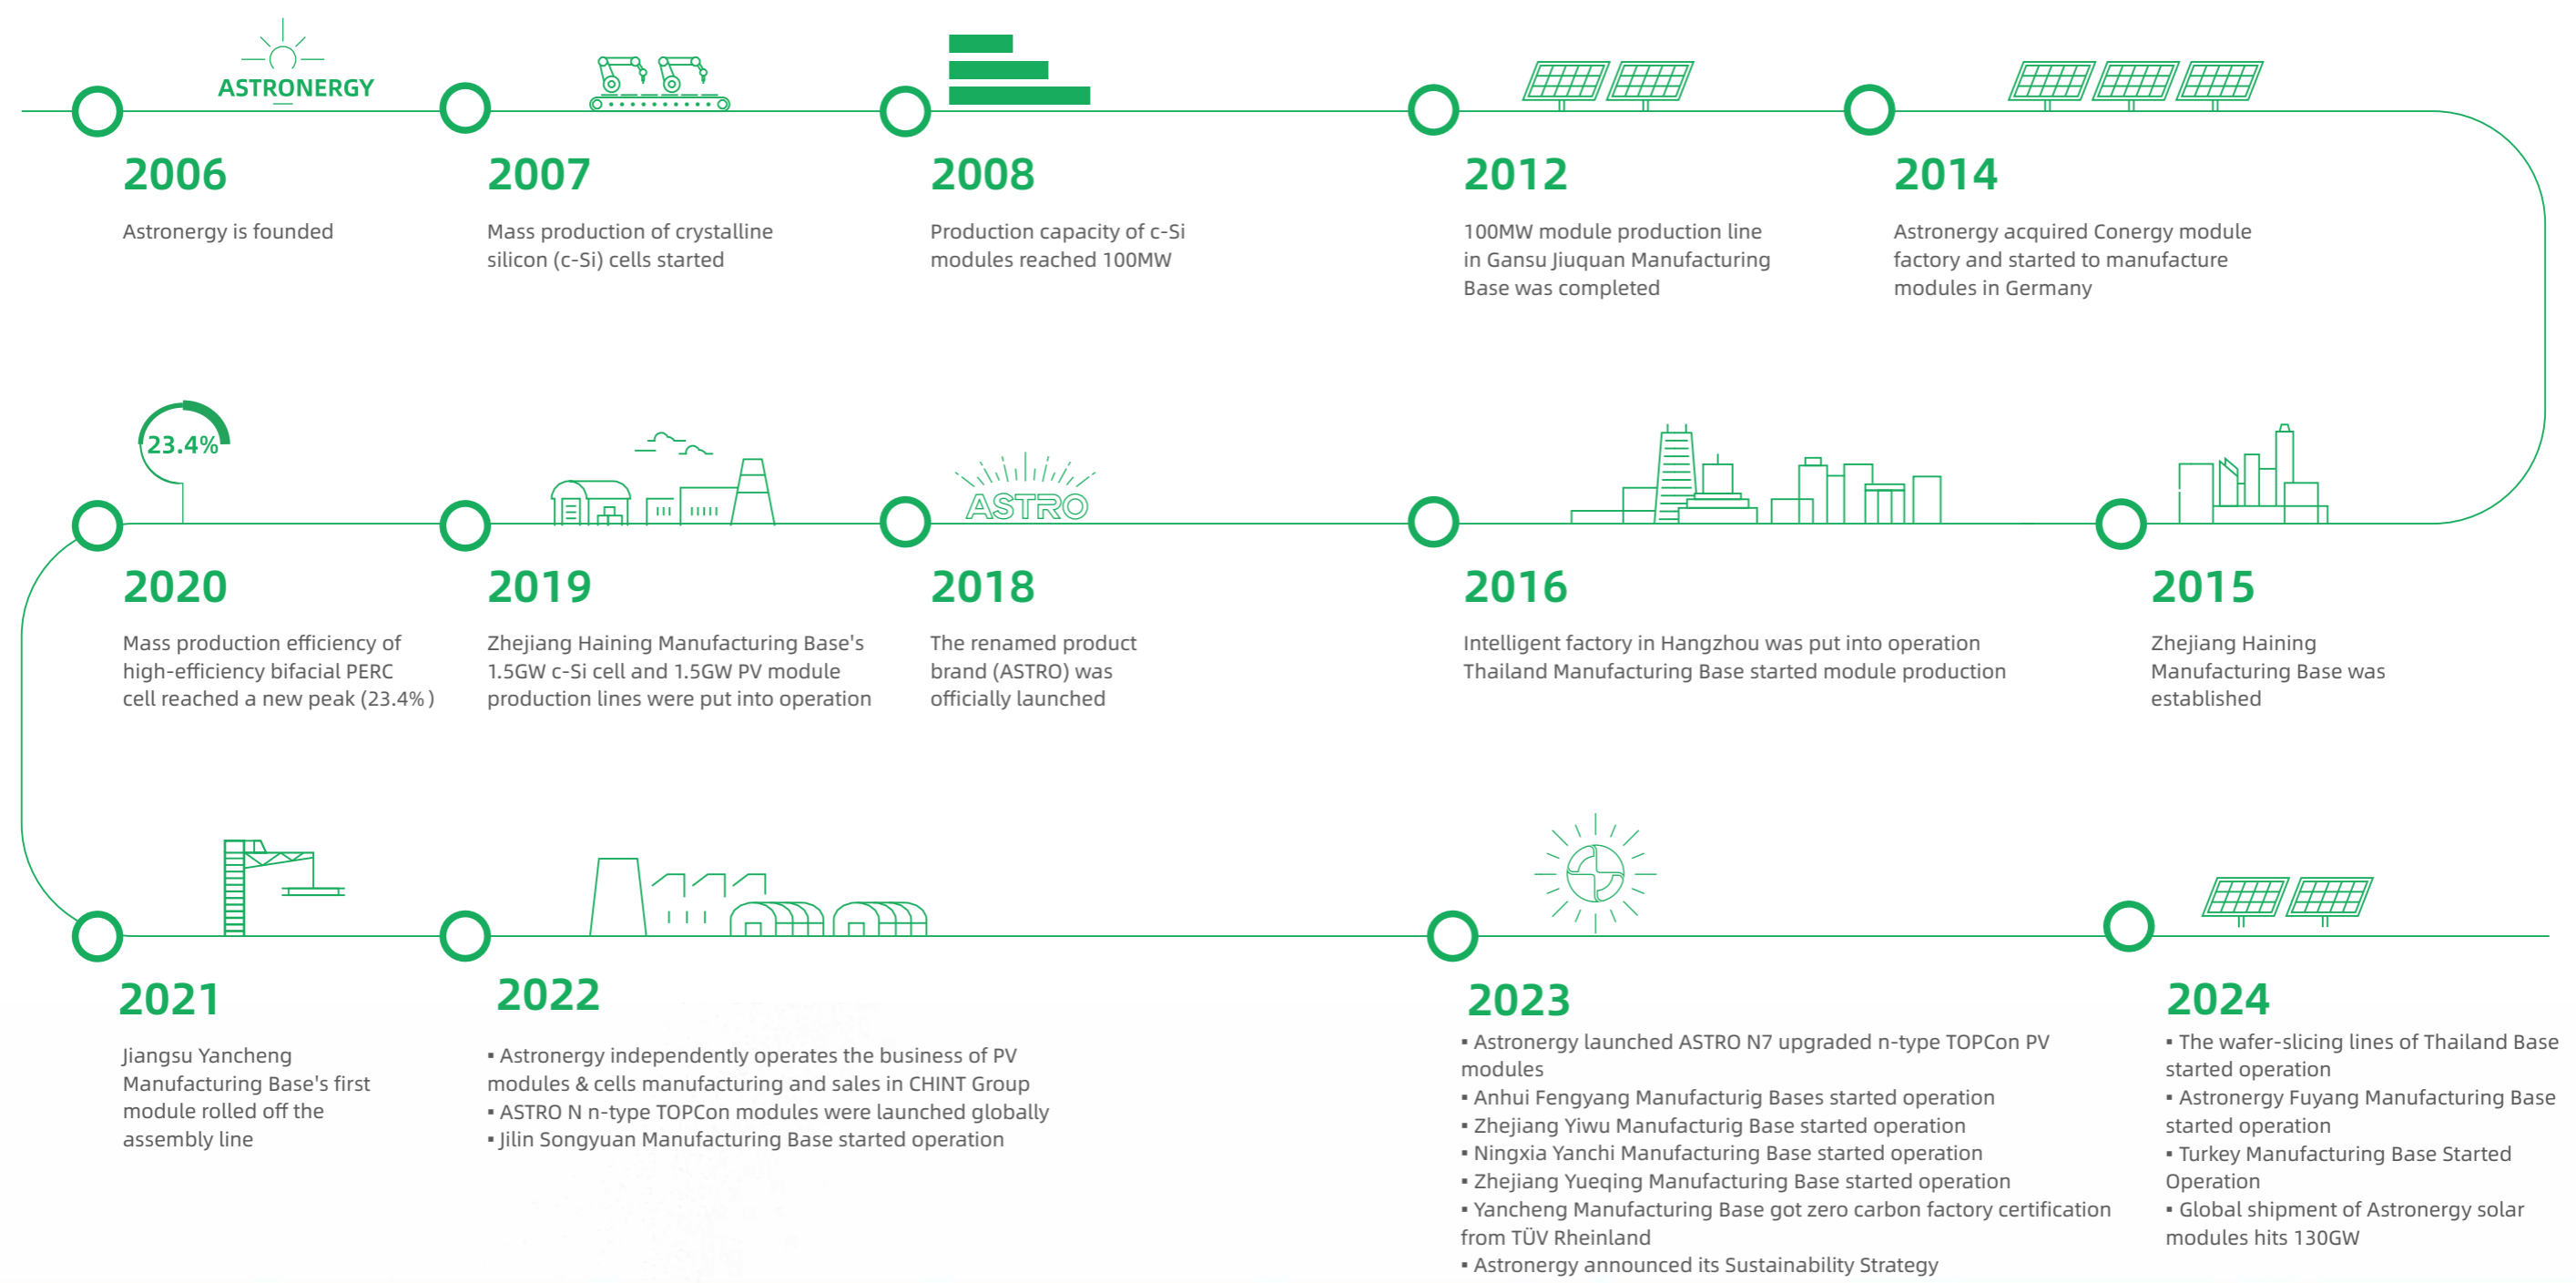 ASTRONERGY
2006
Astronergy is founded
2007
Mass production of crystalline
silicon (c-Si) cells started
2008
Production capacity of c-Si
modules reached 100MW
2012
100MW module production line
in Gansu Jiuquan Manufacturing
Base was completed
2014
Astronergy acquired Conergy module
factory and started to manufacture
modules in Germany
2015
Zhejiang Haining
Manufacturing Base was
established
2016
Intelligent factory in Hangzhou was put into operation
Thailand Manufacturing Base started module production
ASTRO
2018
The renamed product
brand (ASTRO) was
officially launched
2019
Zhejiang Haining Manufacturing Base's
1.5GW c-Si cell and 1.5GW PV module
production lines were put into operation
23.4%
2020
Mass production efficiency of
high-efficiency bifacial PERC
cell reached a new peak (23.4%)
2021
Jiangsu Yancheng
Manufacturing Base's first
module rolled off the
assembly line
2022
▪ Astronergy independently operates the business of PV
modules & cells manufacturing and sales in CHINT Group
▪ ASTRO N n-type TOPCon modules were launched globally
▪ Jilin Songyuan Manufacturing Base started operation
2023
▪ Astronergy launched ASTRO N7 upgraded n-type TOPCon PV
modules
▪ Anhui Fengyang Manufacturig Bases started operation
▪ Zhejiang Yiwu Manufacturig Base started operation
▪ Ningxia Yanchi Manufacturing Base started operation
▪ Zhejiang Yueqing Manufacturing Base started operation
▪ Yancheng Manufacturing Base got zero carbon factory certification
from TÜV Rheinland
▪ Astronergy announced its Sustainability Strategy
2024
▪ The wafer-slicing lines of Thailand Base
started operation
▪ Astronergy Fuyang Manufacturing Base
started operation
▪ Turkey Manufacturing Base Started
Operation
▪ Global shipment of Astronergy solar
modules hits 130GW